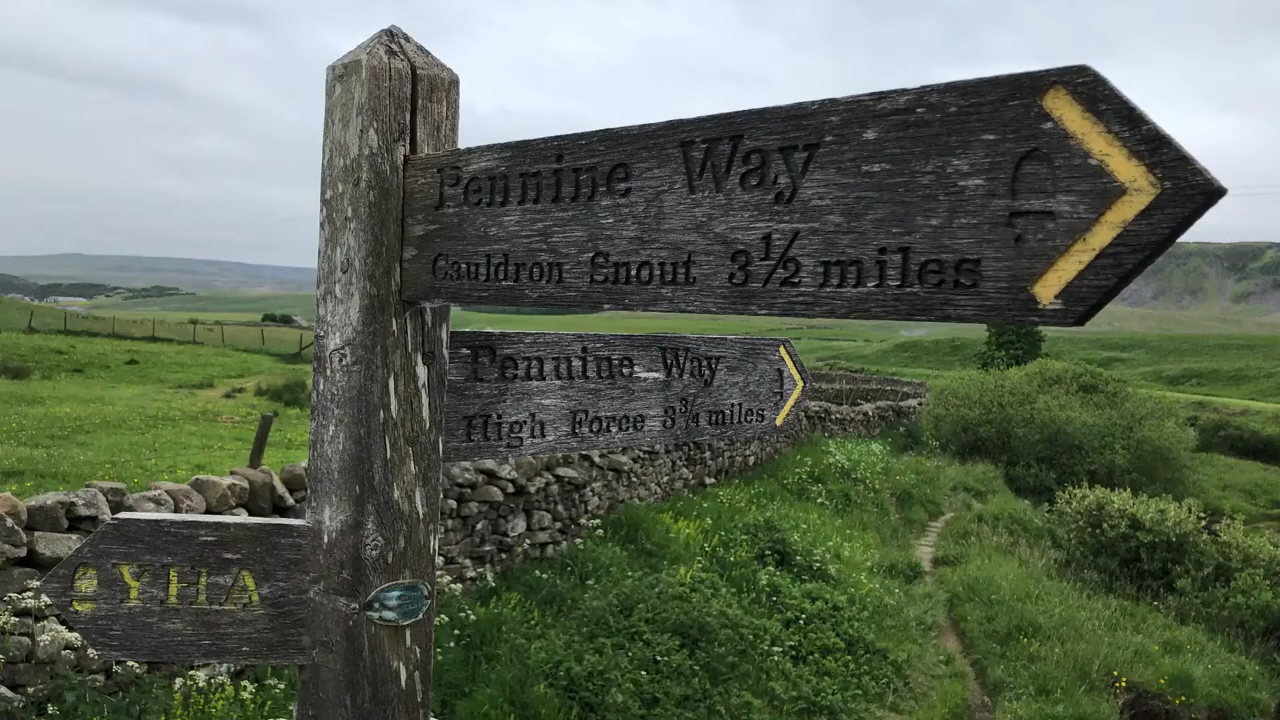 Pennine Way
Cauldron Snout 3½ miles
Pennine Way
High Force 3¾ miles
YHA